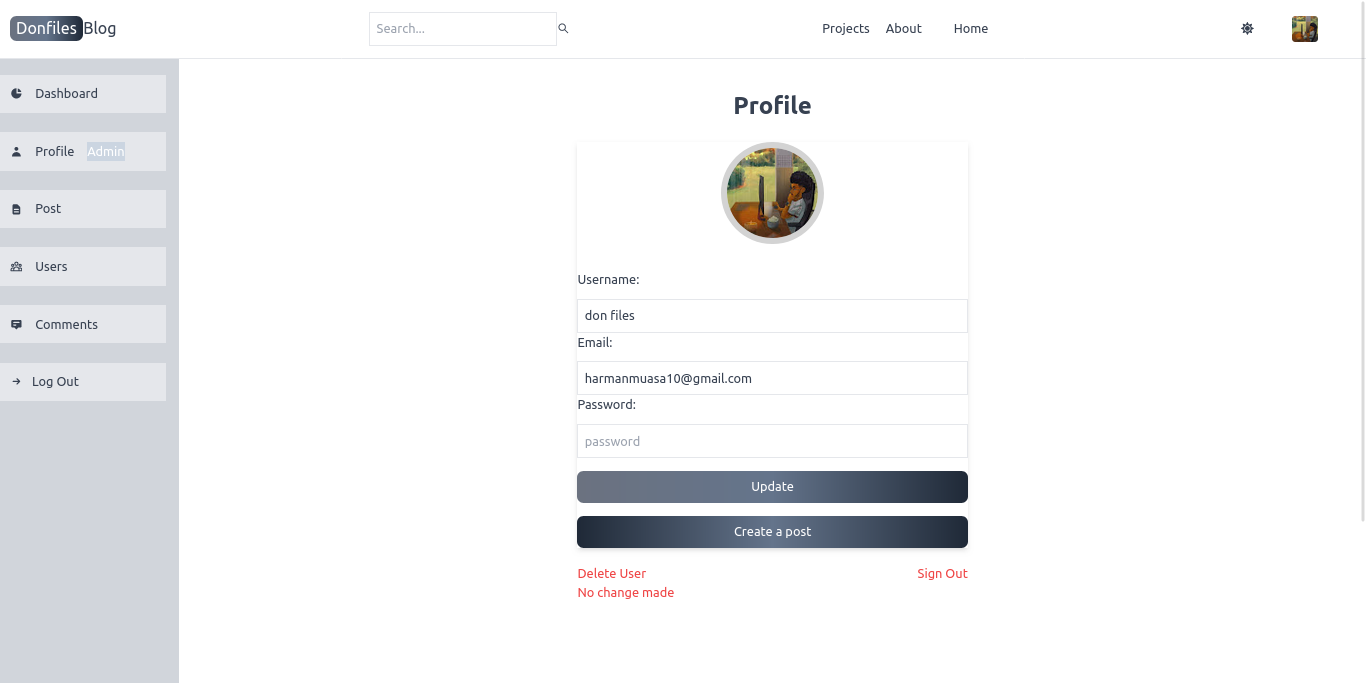 Donfiles Blog
Search...
Projects About Home
Dashboard
Profile Admin
Post
Users
Comments
Log Out
Profile
Username:
don files
Email:
harmanmuasa10@gmail.com
Password:
password
Update
Create a post
Delete User Sign Out
No change made